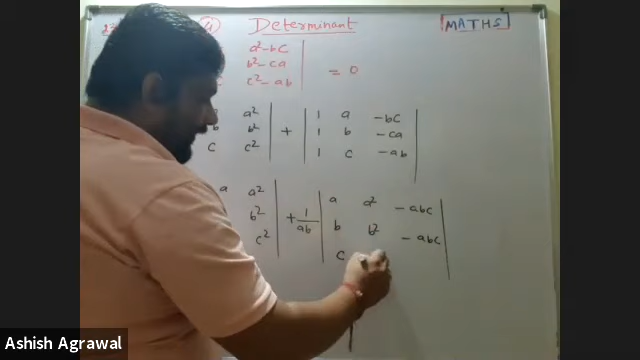 4 Determinant MATHS
a²-bc
b²-ca = 0
c²-ab
a² + 1 a -bc
b b² 1 b -ca
c c² 1 c -ab
a a² + 1/ab a a² -abc
b² b b² -abc
c² c
Ashish Agrawal